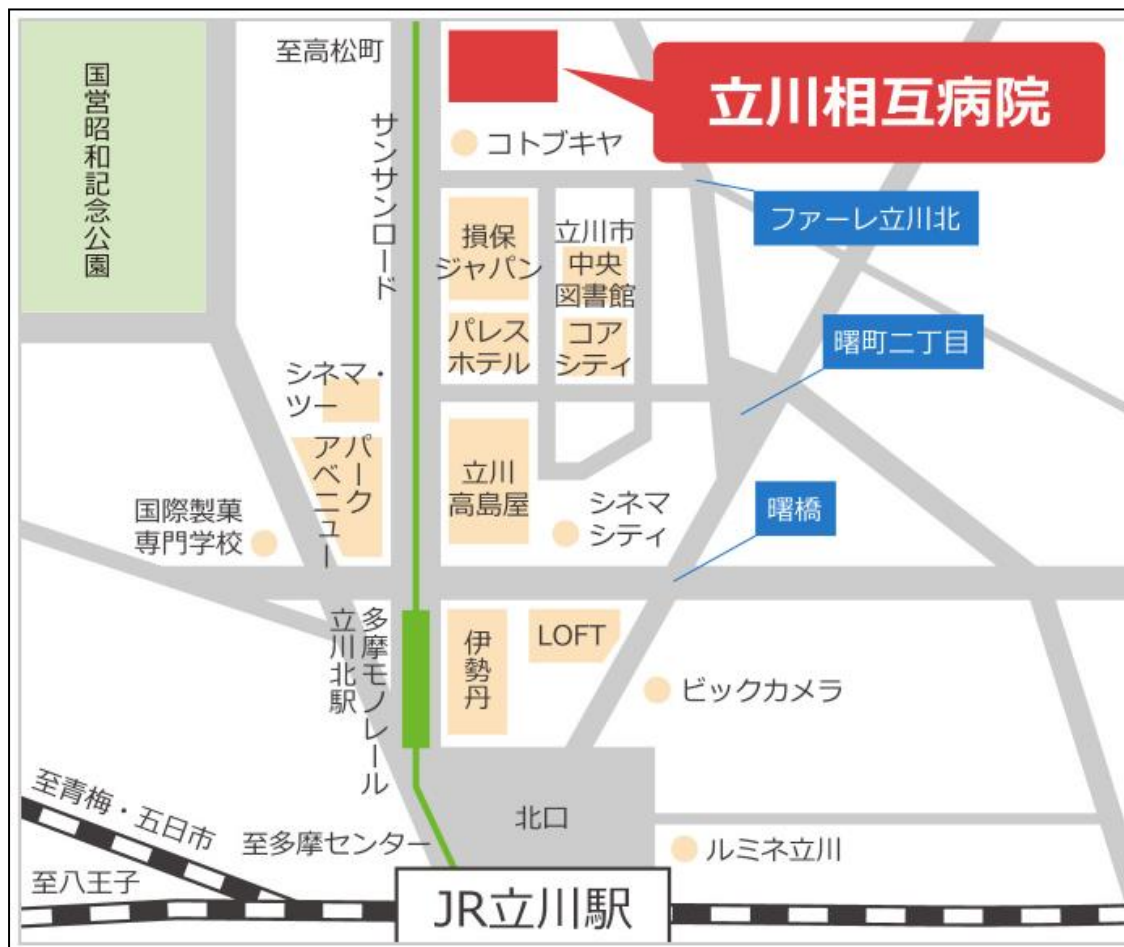 国営昭和記念公園
至高松町
立川相互病院
コトブキヤ
サンサンロード
ファーレ立川北
損保
ジャパン
立川市
中央
図書館
パレス
ホテル
コア
シティ
曙町二丁目
シネマ・
ツー
パーク
アベニュー
立川
高島屋
国際製菓
専門学校
シネマ
シティ
曙橋
多摩モノレール
立川北駅
伊勢丹
LOFT
ビックカメラ
北口
至青梅・五日市
至多摩センター
ルミネ立川
至八王子
JR立川駅